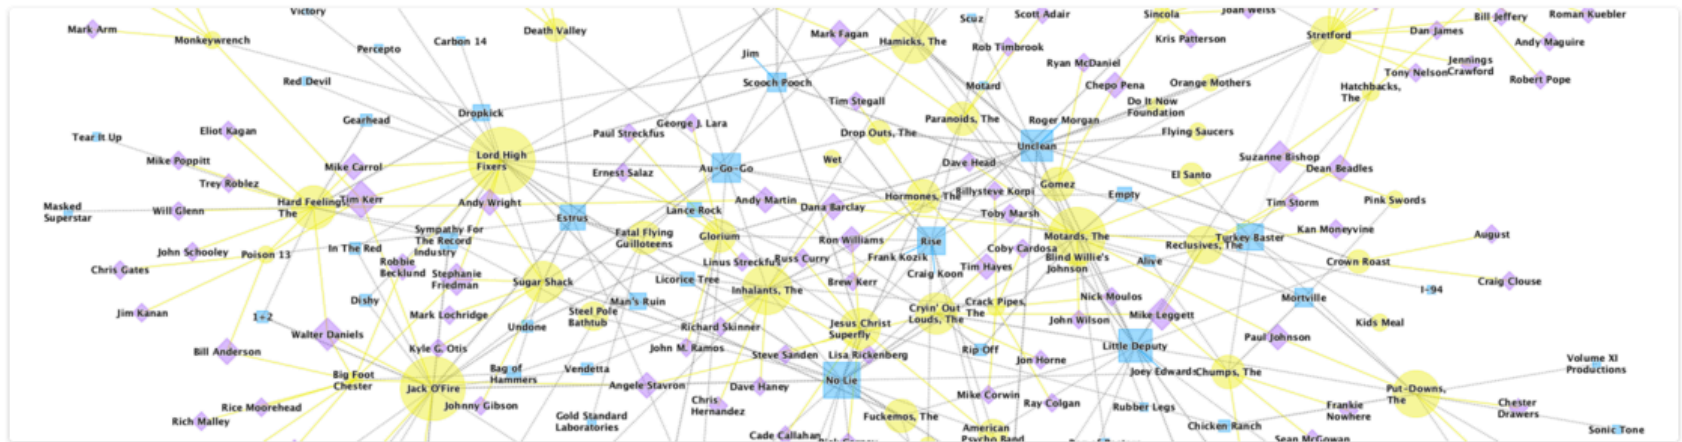 Victory
Scuz
Scott Adair
Sincola
Joan Weiss
Bill Jeffery
Roman Kuebler
Mark Arm
Monkeywrench
Carbon 14
Death Valley
Mark Fagan
Hamicks, The
Rob Timbrook
Kris Patterson
Stretford
Dan James
Andy Maguire
Percepto
Jim
Ryan McDaniel
Jennings
Crawford
Tony Nelson
Robert Pope
Red Devil
Scooch Pooch
Motard
Chepo Pena
Orange Mothers
Hatchbacks,
The
Tim Stegall
Do It Now
Foundation
Dropkick
Gearhead
George J. Lara
Paranoids, The
Roger Morgan
Tear It Up
Eliot Kagan
Paul Streckfus
Drop Outs, The
Unclean
Flying Saucers
Mike Poppitt
Mike Carrol
Lord High
Fixers
Au-Go-Go
Wet
Dave Head
Suzanne Bishop
Dean Beadles
Ernest Salaz
El Santo
Trey Roblez
Gomez
Billysteve Korpi
Empty
Masked
Superstar
Will Glenn
Hard Feelings,
The
Tim Kerr
Andy Wright
Estrus
Lance Rock
Andy Martin
Dana Barclay
Hormones, The
Toby Marsh
Tim Storm
Pink Swords
John Schooley
Poison 13
In The Red
Sympathy For
The Record
Industry
Fatal Flying
Guilloteens
Glorium
Ron Williams
Rise
Motards, The
Turkey Baster
Reclusives, The
Kan Moneyvine
August
Chris Gates
Robbie
Becklund
Stephanie
Friedman
Linus Streckfus
Russ Curry
Frank Kozik
Coby Cardosa
Blind Willie's
Johnson
Alive
Crown Roast
Craig Koon
Tim Hayes
Sugar Shack
Licorice Tree
Inhalants, The
Brew Kerr
I-94
Craig Clouse
Jim Kanan
1+2
Dishy
Man's Ruin
Nick Moulos
Mortville
Mark Lochridge
Undone
Steel Pole
Bathtub
Cryin' Out
Louds, The
Crack Pipes,
The
Mike Leggett
John Wilson
Kids Meal
Walter Daniels
Richard Skinner
Jesus Christ
Superfly
Paul Johnson
Bill Anderson
Kyle G. Otis
John M. Ramos
Steve Sanden
Lisa Rickenberg
Rip Off
Little Deputy
Jon Horne
Volume XI
Productions
Big Foot
Chester
Jack O'Fire
Bag of
Hammers
Vendetta
Angele Stavron
Dave Haney
No Lie
Joey Edwards
Chumps, The
Put-Downs,
The
Rich Malley
Rice Moorehead
Johnny Gibson
Chris
Hernandez
Mike Corwin
Ray Colgan
Rubber Legs
Frankie
Nowhere
Chester
Drawers
Gold Standard
Laboratories
Fuckemos, The
Cade Callahan
American
Psycho Band
Chicken Ranch
Sean McGowan
Sonic Tone